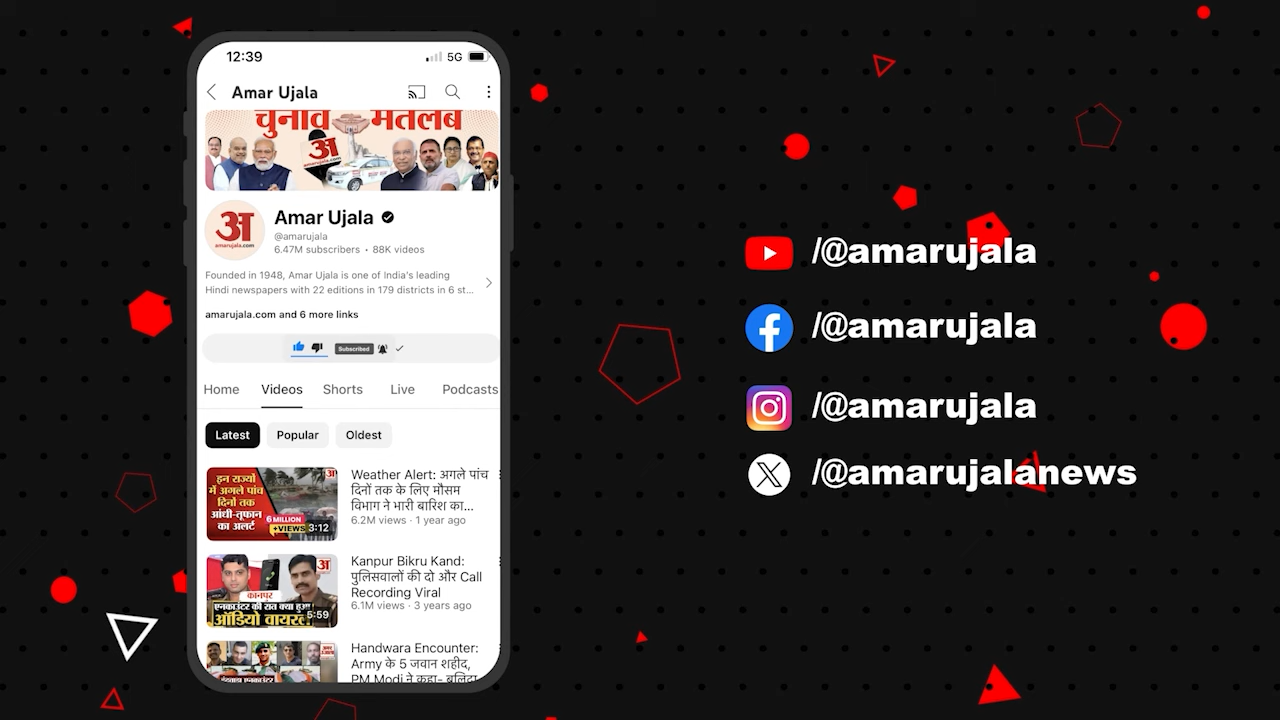 12:39
5G
Amar Ujala
चुनाव मतलब
अ
amarujala.com
अ
amarujala.com
Amar Ujala
@amarujala
6.47M subscribers • 88K videos
Founded in 1948, Amar Ujala is one of India's leading
Hindi newspapers with 22 editions in 179 districts in 6 st...
amarujala.com and 6 more links
Subscribed
Home Videos Shorts Live Podcasts
Latest Popular Oldest
इन राज्यों
में अगले पांच
दिनों तक
आंधी-तूफान
का अलर्ट
अ
6 MILLION
+VIEWS
3:12
Weather Alert: अगले पांच
दिनों तक के लिए मौसम
विभाग ने भारी बारिश का...
6.2M views · 1 year ago
अ
कानपुर
एनकाउंटर की रात क्या हुआ
ऑडियो वायरल
5:59
Kanpur Bikru Kand:
पुलिसवालों की दो और Call
Recording Viral
6.1M views · 3 years ago
Handwara Encounter:
Army के 5 जवान शहीद,
PM Modi ने कहा- बलिदा
/@amarujala
/@amarujala
/@amarujala
/@amarujalanews